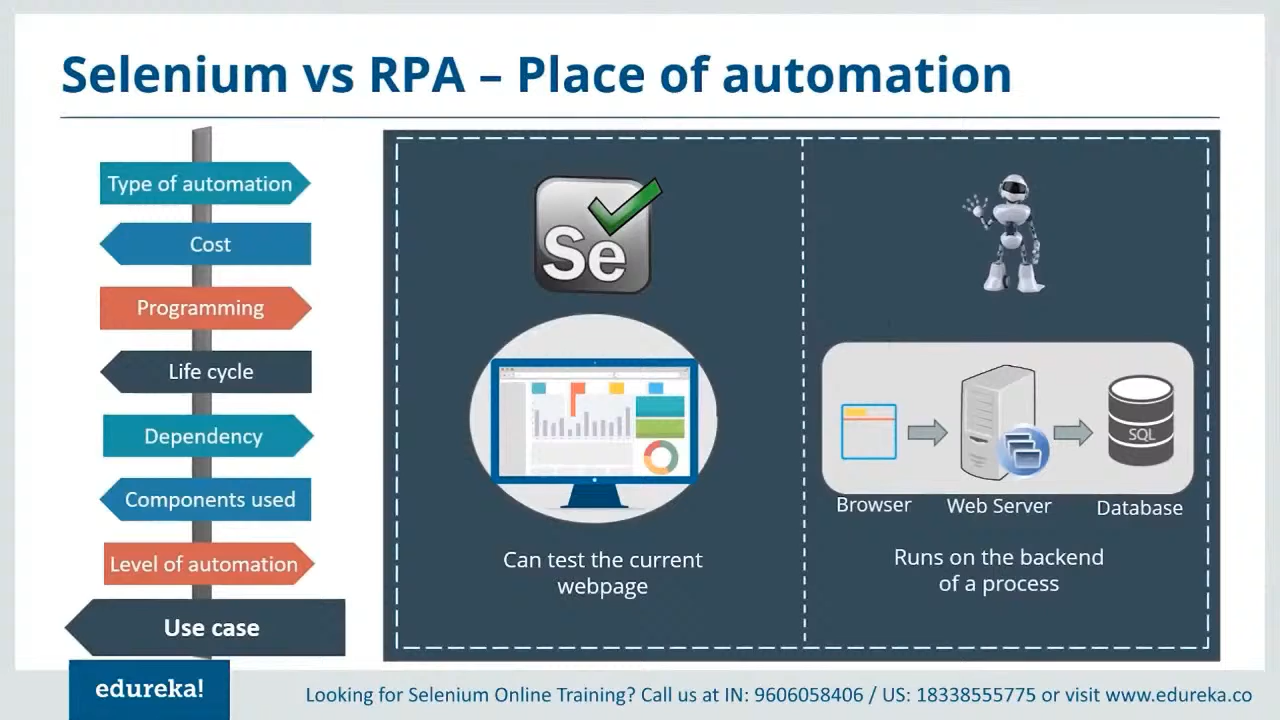 Selenium vs RPA – Place of automation
Type of automation
Cost
Programming
Life cycle
Dependency
Components used
Level of automation
Use case
Se
Can test the current
webpage
SQL
Browser
Web Server
Database
Runs on the backend
of a process
edureka!
Looking for Selenium Online Training? Call us at IN: 9606058406 / US: 18338555775 or visit www.edureka.co